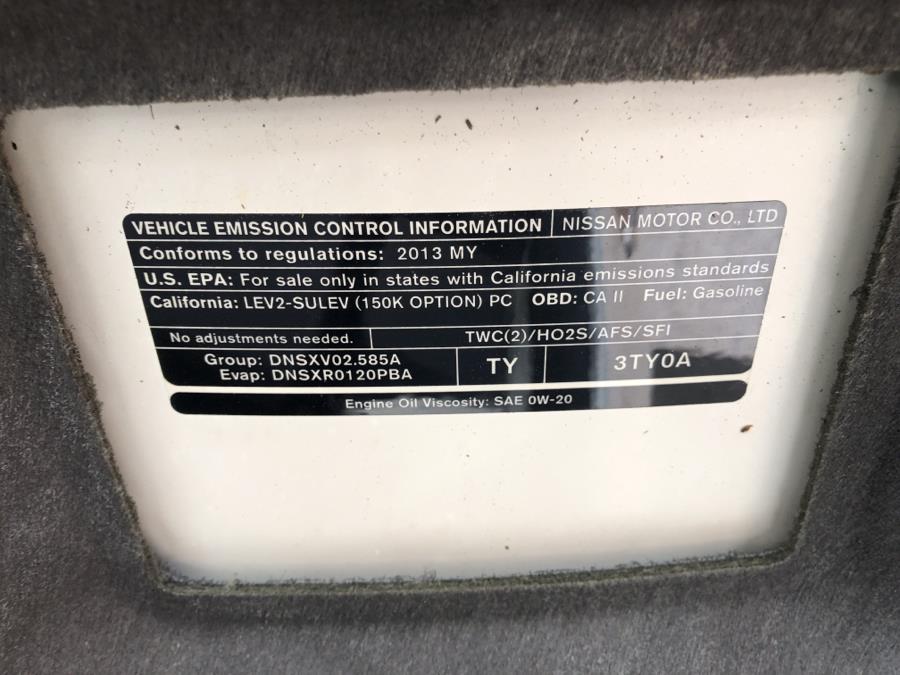 VEHICLE EMISSION CONTROL INFORMATION NISSAN MOTOR CO., LTD
Conforms to regulations: 2013 MY
U.S. EPA: For sale only in states with California emissions standards
California: LEV2-SULEV (150K OPTION) PC OBD: CA II Fuel: Gasoline
No adjustments needed. TWC(2)/HO2S/AFS/SFI
Group: DNSXV02.585A
Evap: DNSXR0120PBA
TY
3TY0A
Engine Oil Viscosity: SAE 0W-20